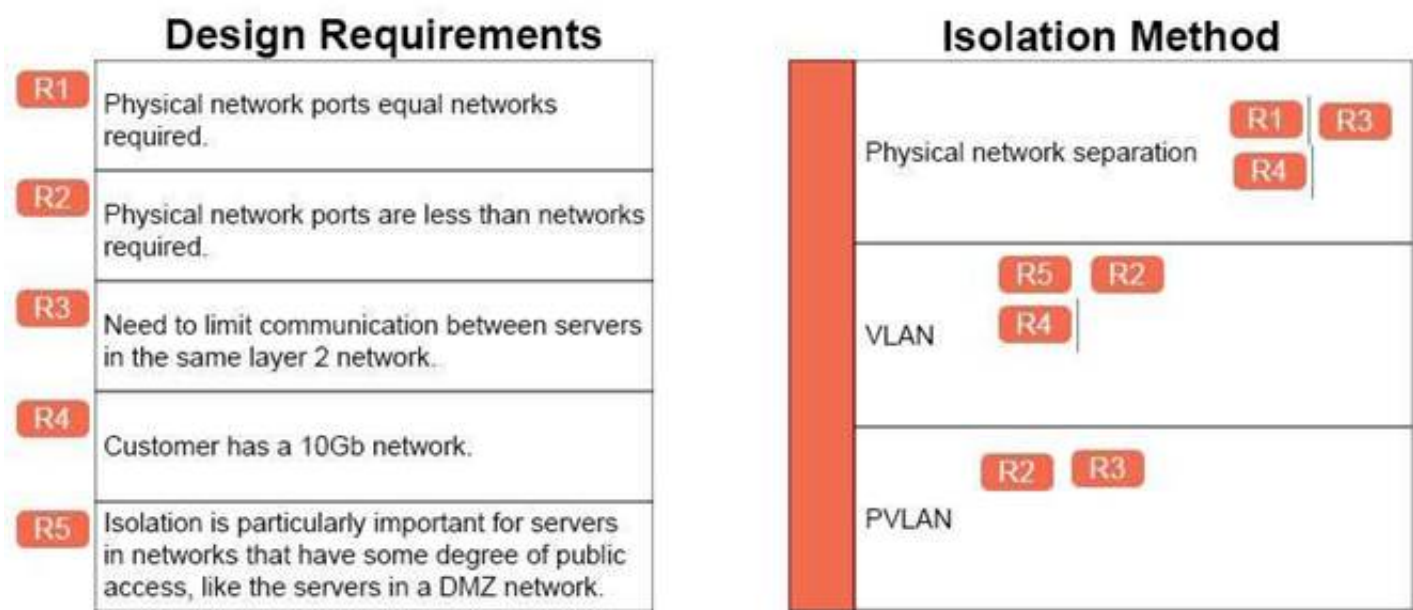 Design Requirements
R1
Physical network ports equal networks
required.
R2
Physical network ports are less than networks
required.
R3
Need to limit communication between servers
in the same layer 2 network.
R4
Customer has a 10Gb network.
R5
Isolation is particularly important for servers
in networks that have some degree of public
access, like the servers in a DMZ network.
Isolation Method
Physical network separation
R1 R3
R4
VLAN
R5 R2
R4
PVLAN
R2 R3